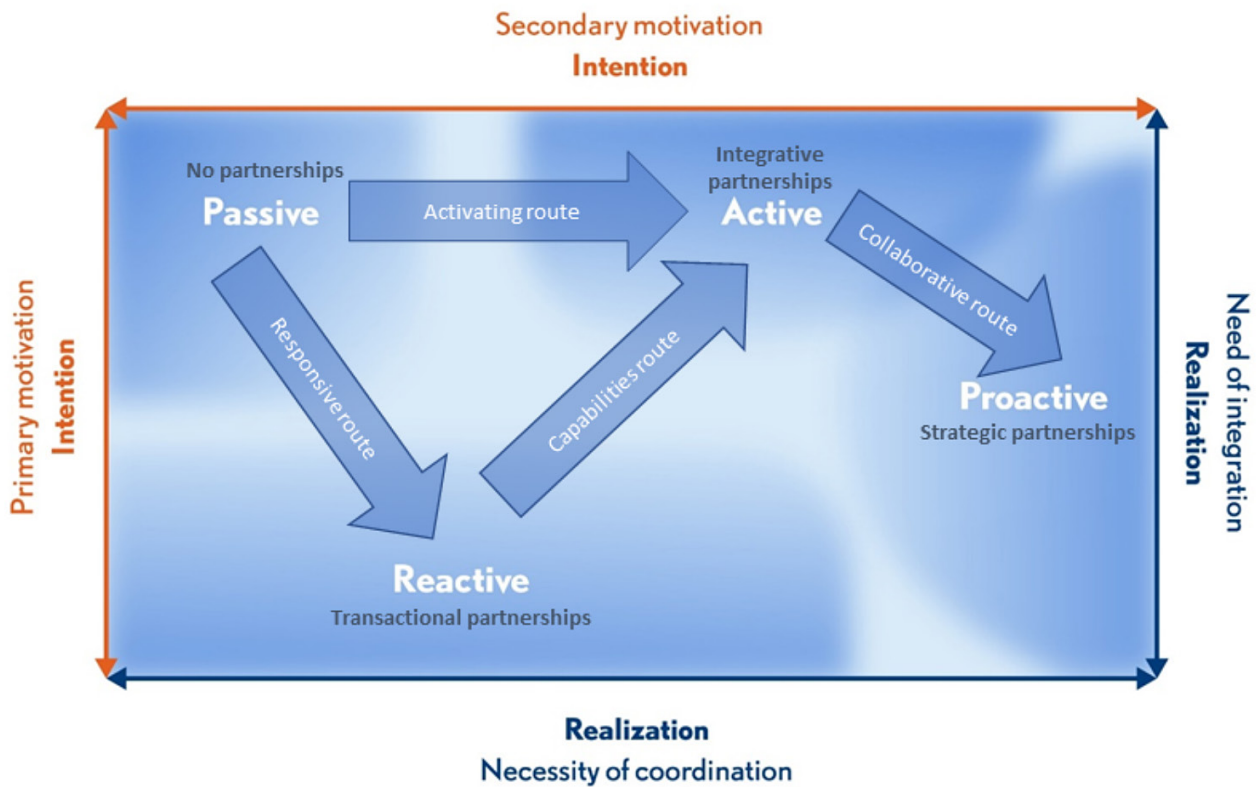 Secondary motivation
Intention
No partnerships
Passive
Activating route
Integrative
partnerships
Active
Collaborative route
Responsive route
Capabilities route
Proactive
Strategic partnerships
Reactive
Transactional partnerships
Primary motivation
Intention
Need of integration
Realization
Realization
Necessity of coordination